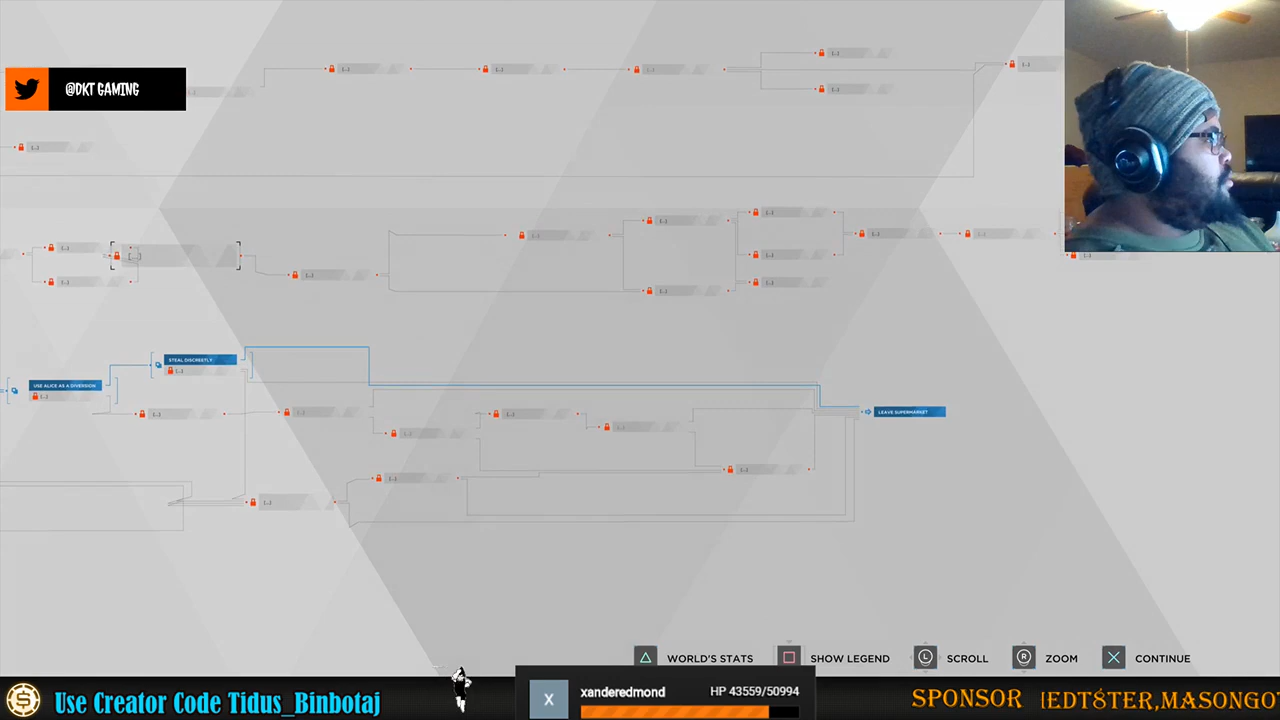 @DKT GAMING
STEAL DISCREETLY
USE ALICE AS A DIVERSION
LEAVE SUPERMARKET
WORLD'S STATS
SHOW LEGEND
L SCROLL
R ZOOM
CONTINUE
Use Creator Code Tidus_Binbotaj
X
xanderedmond
HP 43559/50994
SPONSOR